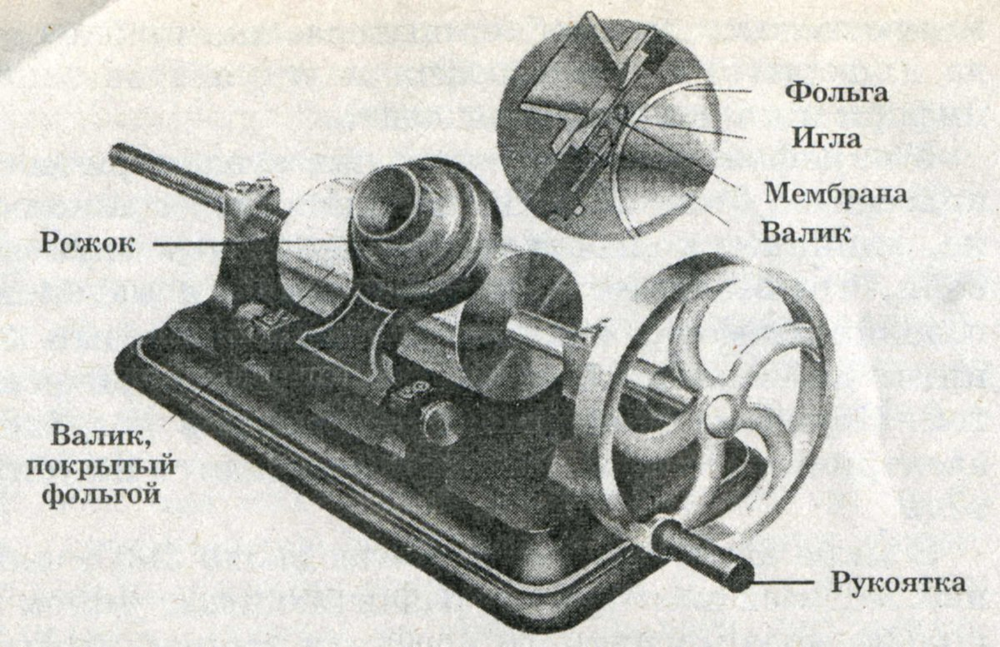 Фольга
Игла
Мембрана
Валик
Рожок
Валик,
покрытый
фольгой
Рукоятка